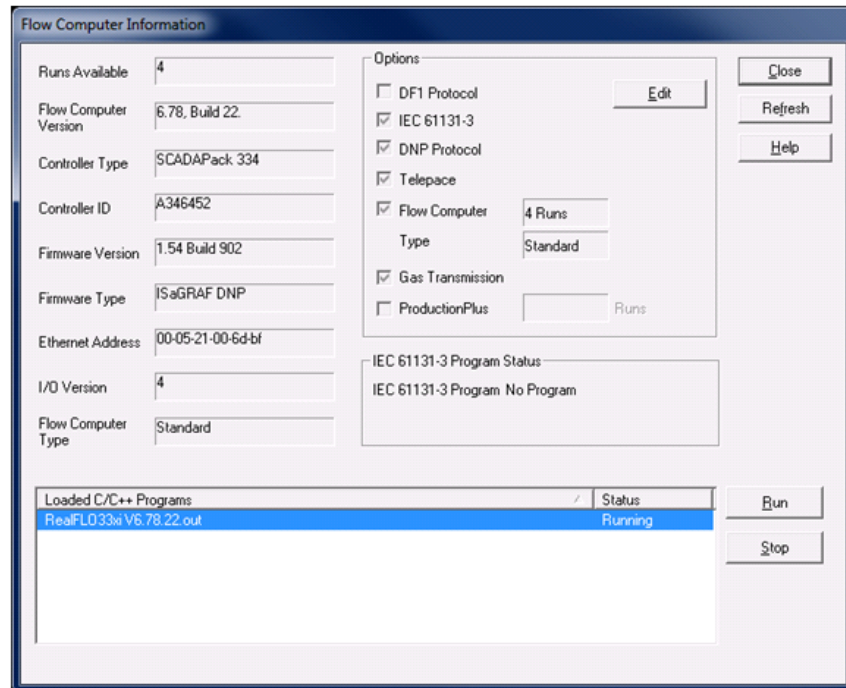 Flow Computer Information
Runs Available 4
Flow Computer Version 6.78, Build 22.
Controller Type SCADAPack 334
Controller ID A346452
Firmware Version 1.54 Build 902
Firmware Type ISaGRAF DNP
Ethernet Address 00-05-21-00-6d-bf
I/O Version 4
Flow Computer Type Standard
Options
DF1 Protocol
Edit
IEC 61131-3
DNP Protocol
Telepace
Flow Computer 4 Runs
Type Standard
Gas Transmission
ProductionPlus Runs
IEC 61131-3 Program Status
IEC 61131-3 Program No Program
Close
Refresh
Help
Loaded C/C++ Programs Status
RealFLO33xi V6.78.22.out Running
Run
Stop